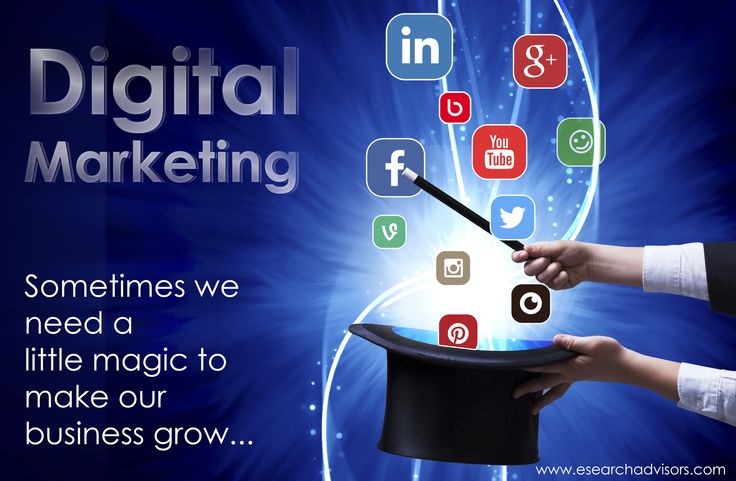 Digital
Marketing
in
g+
b
You
Tube
f
Sometimes we
need a
little magic to
make our
business grow...
www.esearchadvisors.com